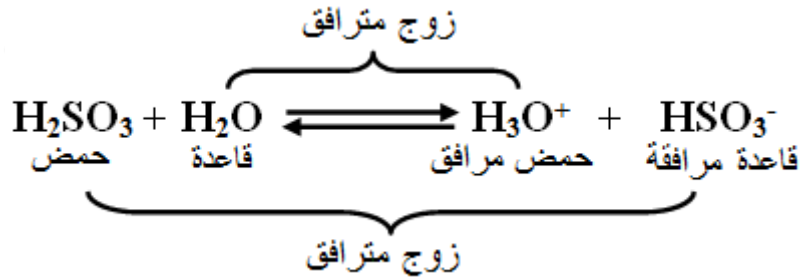 زوج مترافق
H₂SO₃ + H₂O ⇌ H₃O⁺ + HSO₃⁻
حمض قاعدة حمض مرافق قاعدة مرافقة
زوج مترافق